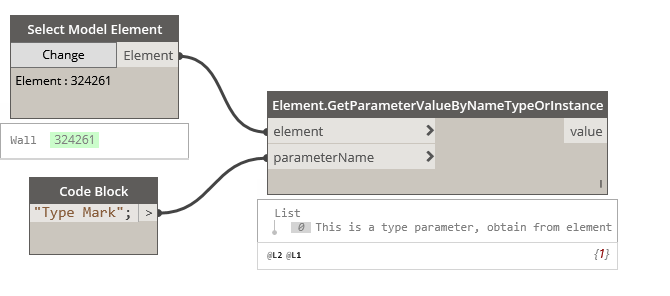 Select Model Element
Change Element
Element : 324261
Wall 324261
Element.GetParameterValueByNameTypeOrInstance
element > value
parameterName >
Code Block
"Type Mark"; >
List
0 This is a type parameter, obtain from element
@L2 @L1 {1}